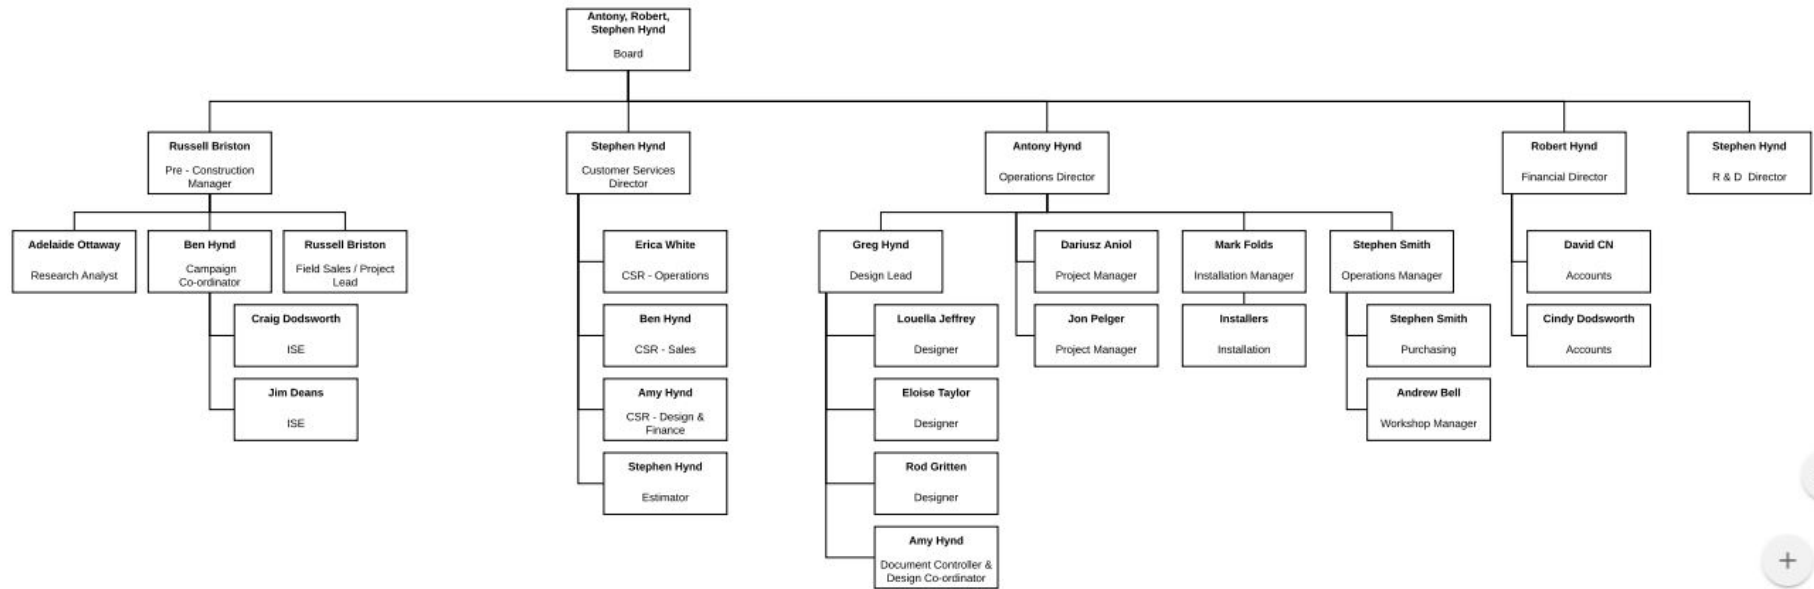 Antony, Robert,
Stephen Hynd
Board
Russell Briston
Pre - Construction
Manager
Stephen Hynd
Customer Services
Director
Antony Hynd
Operations Director
Robert Hynd
Financial Director
Stephen Hynd
R & D Director
Adelaide Ottaway
Research Analyst
Ben Hynd
Campaign
Co-ordinator
Russell Briston
Field Sales / Project
Lead
Craig Dodsworth
ISE
Jim Deans
ISE
Erica White
CSR - Operations
Ben Hynd
CSR - Sales
Amy Hynd
CSR - Design &
Finance
Stephen Hynd
Estimator
Greg Hynd
Design Lead
Louella Jeffrey
Designer
Eloise Taylor
Designer
Rod Gritten
Designer
Amy Hynd
Document Controller &
Design Co-ordinator
Dariusz Aniol
Project Manager
Jon Pelger
Project Manager
Mark Folds
Installation Manager
Installers
Installation
Stephen Smith
Operations Manager
Stephen Smith
Purchasing
Andrew Bell
Workshop Manager
David CN
Accounts
Cindy Dodsworth
Accounts